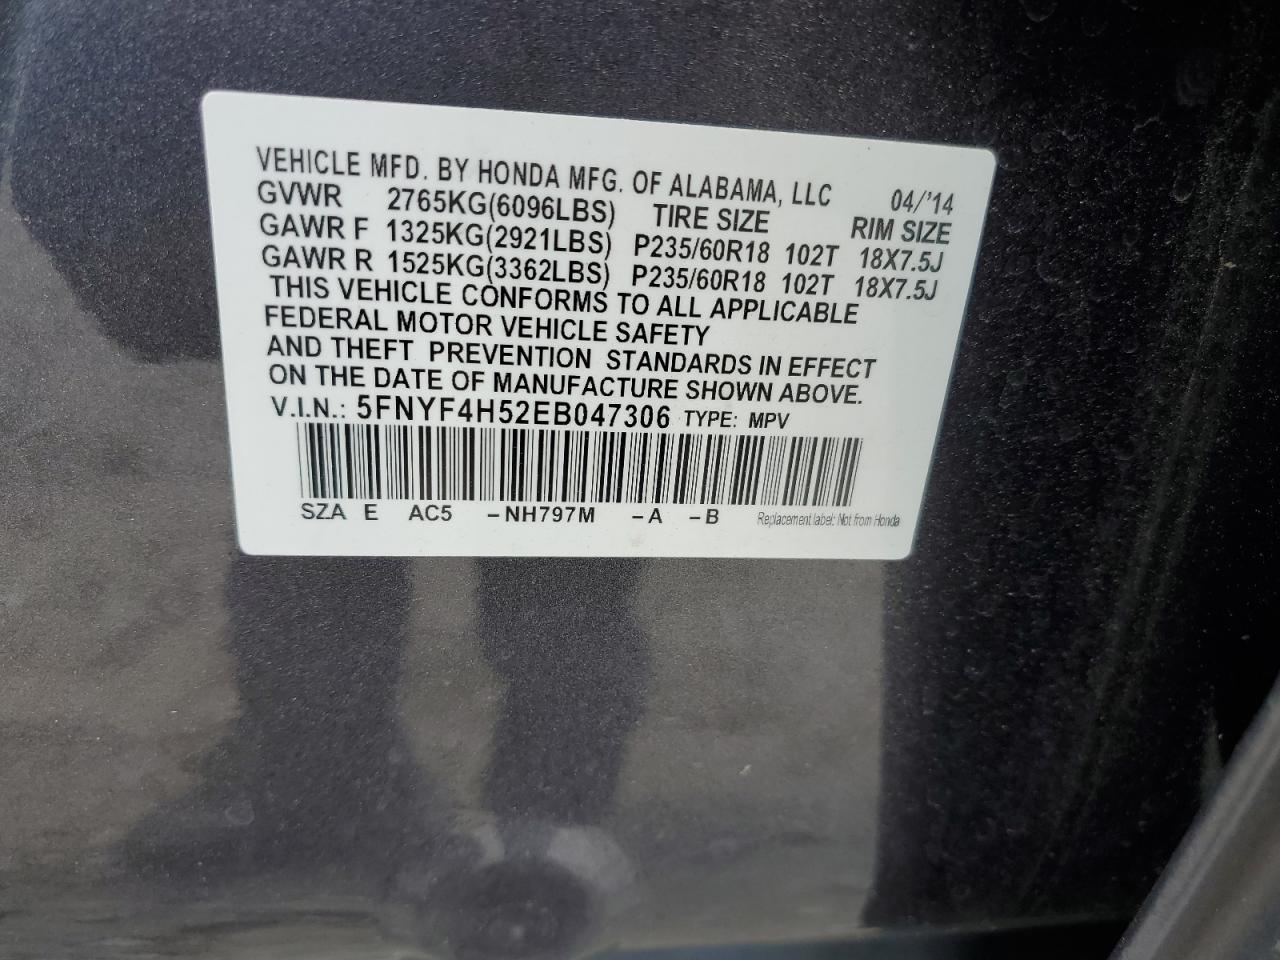 VEHICLE MFD. BY HONDA MFG. OF ALABAMA, LLC 04/'14
GVWR 2765KG(6096LBS) TIRE SIZE RIM SIZE
GAWR F 1325KG(2921LBS) P235/60R18 102T 18X7.5J
GAWR R 1525KG(3362LBS) P235/60R18 102T 18X7.5J
THIS VEHICLE CONFORMS TO ALL APPLICABLE
FEDERAL MOTOR VEHICLE SAFETY
AND THEFT PREVENTION STANDARDS IN EFFECT
ON THE DATE OF MANUFACTURE SHOWN ABOVE.
V.I.N.: 5FNYF4H52EB047306 TYPE: MPV
SZA E AC5 -NH797M -A -B Replacement label: Not from Honda